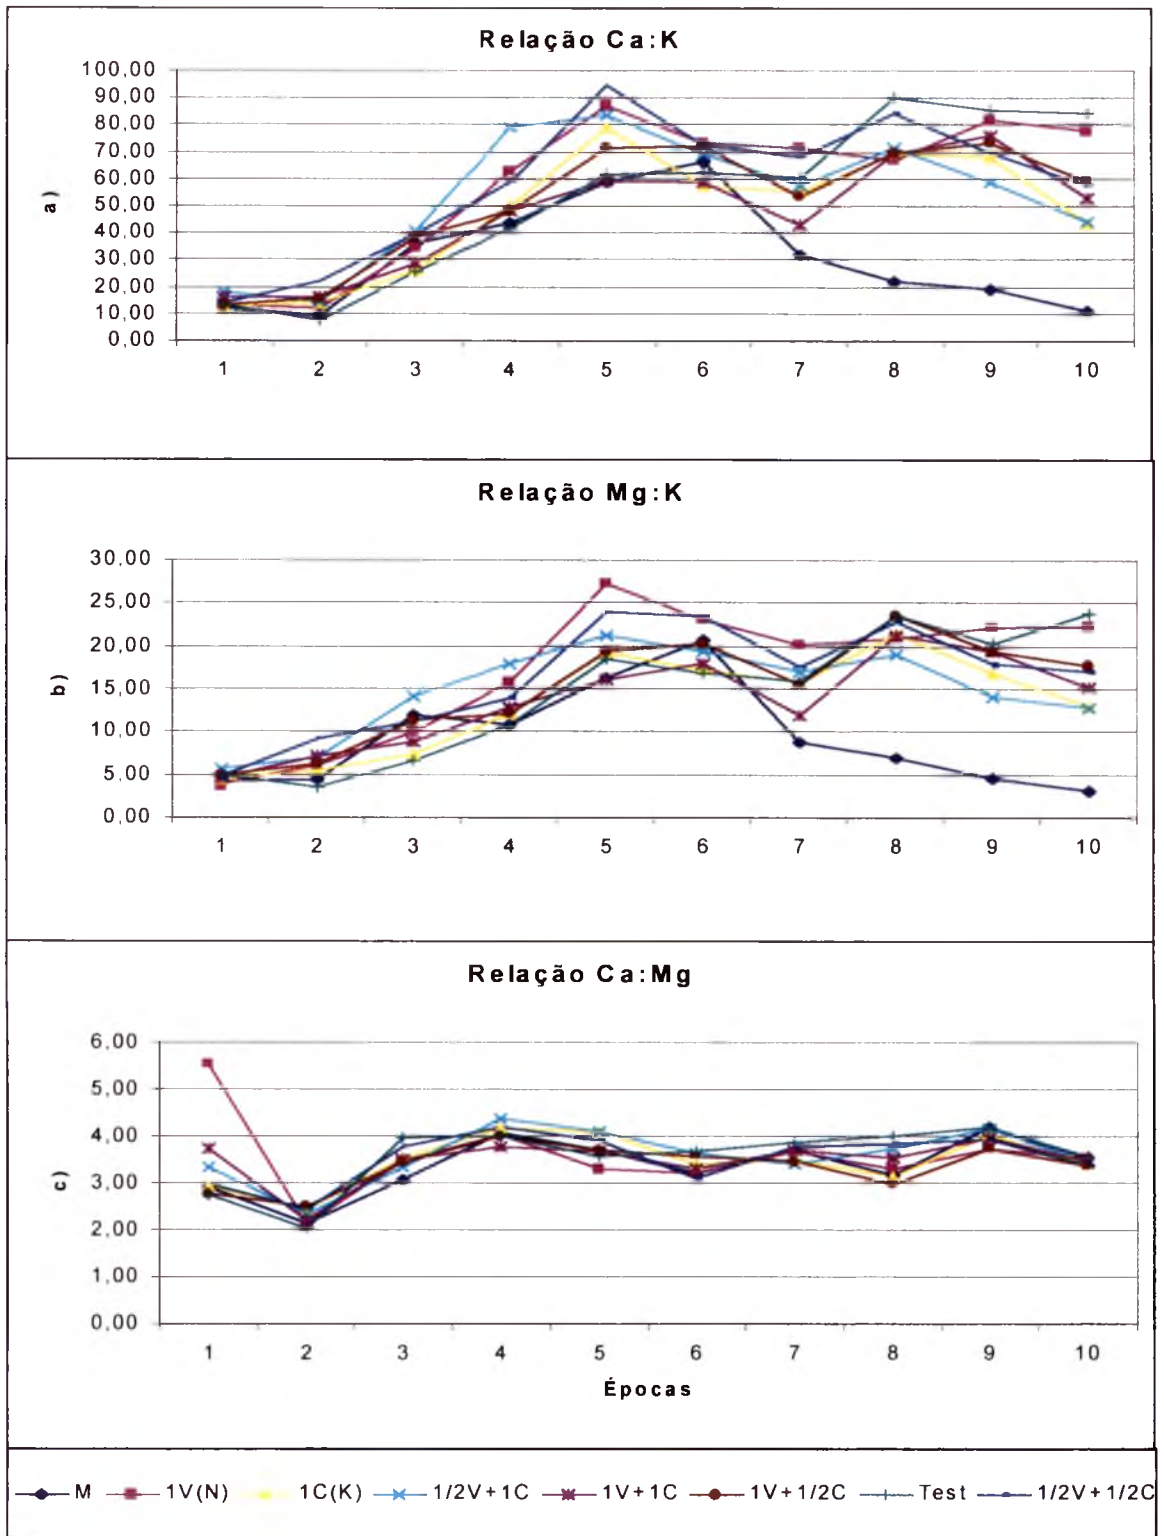 Relação Ca:K
a)
100,00
90,00
80,00
70,00
60,00
50,00
40,00
30,00
20,00
10,00
0,00
1 2 3 4 5 6 7 8 9 10
Relação Mg:K
b)
30,00
25,00
20,00
15,00
10,00
5,00
0,00
1 2 3 4 5 6 7 8 9 10
Relação Ca:Mg
c)
6,00
5,00
4,00
3,00
2,00
1,00
0,00
1 2 3 4 5 6 7 8 9 10
Épocas
M 1V(N) 1C(K) 1/2V+1C 1V+1C 1V+1/2C Test 1/2V+1/2C